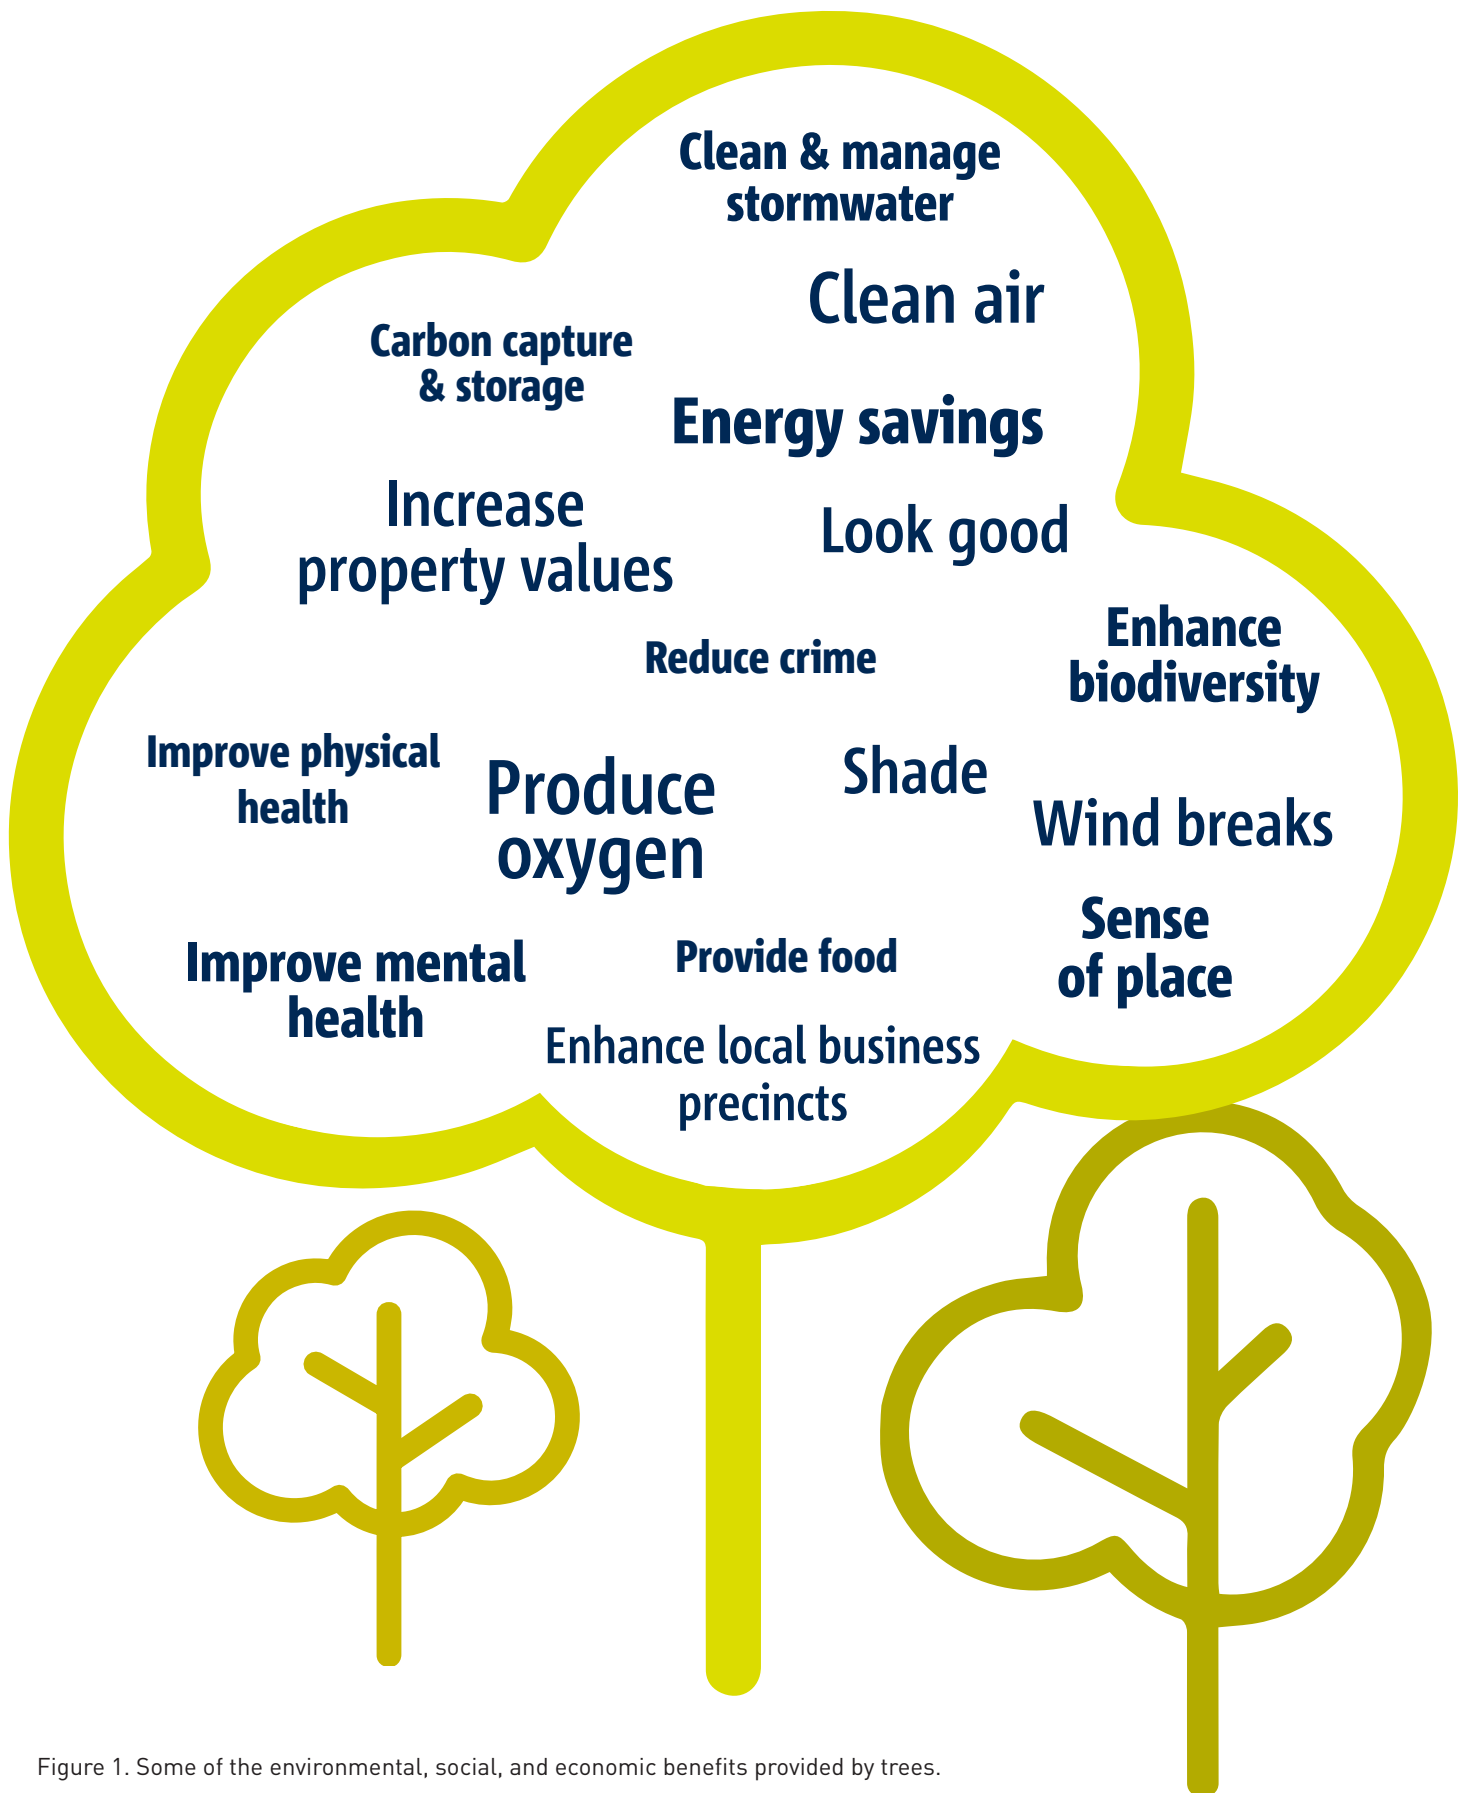 Clean & manage
stormwater
Clean air
Carbon capture
& storage
Energy savings
Increase
property values
Look good
Enhance
biodiversity
Reduce crime
Improve physical
health
Produce
oxygen
Shade
Wind breaks
Sense
of place
Improve mental
health
Provide food
Enhance local business
precincts
Figure 1. Some of the environmental, social, and economic benefits provided by trees.